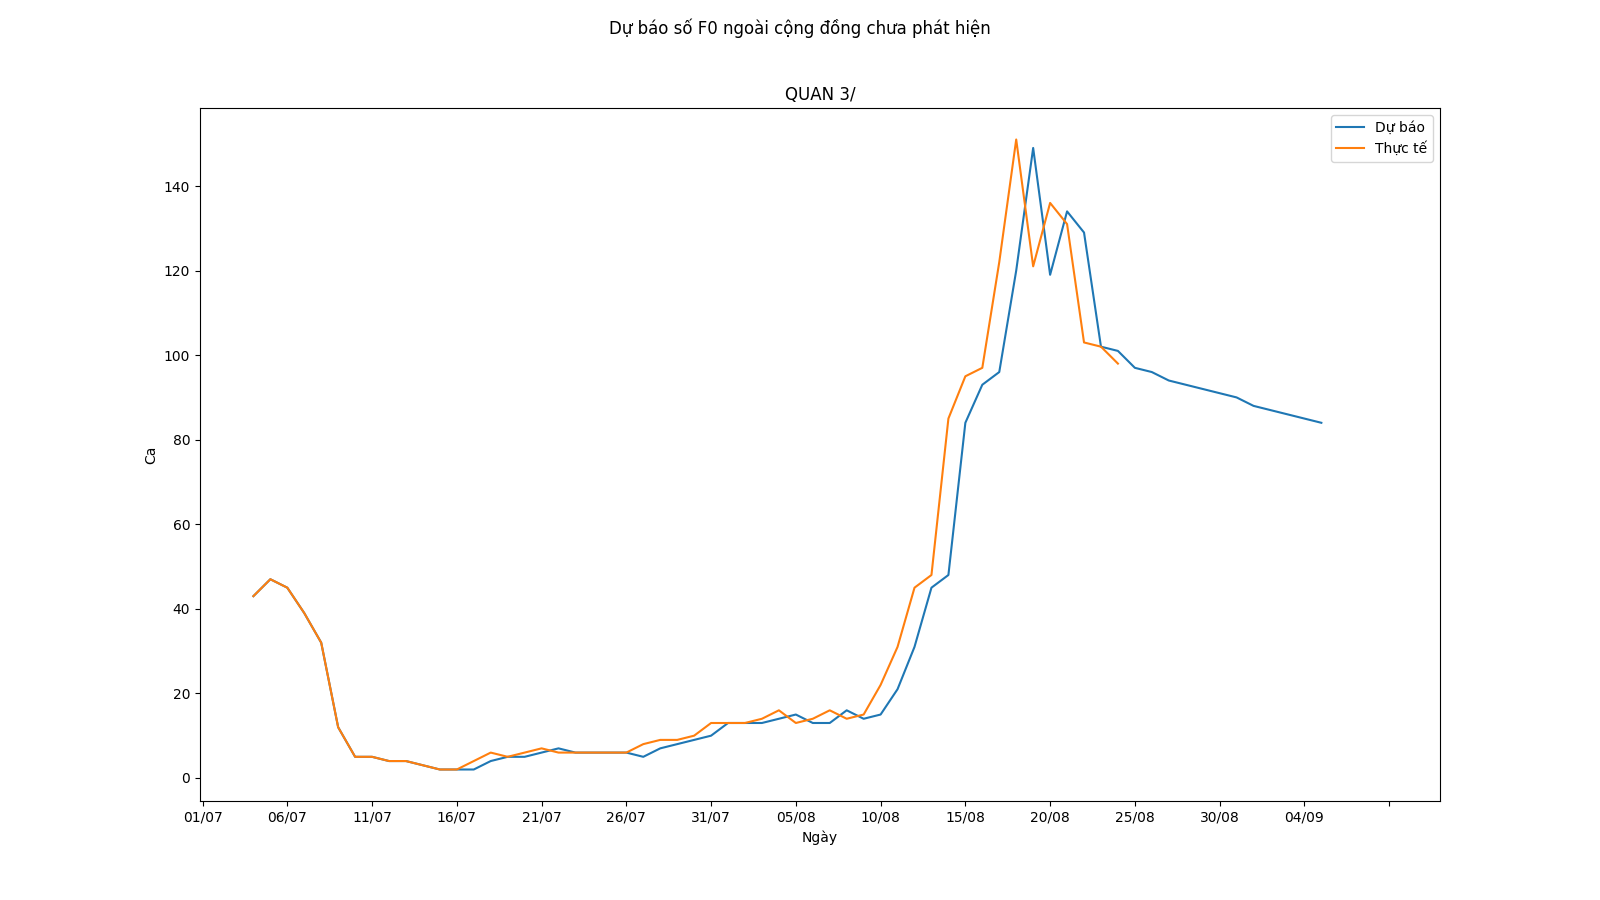 Dự báo số F0 ngoài cộng đồng chưa phát hiện
QUAN 3/
Dự báo
Thực tế
140
120
100
80
60
40
20
0
Ca
01/07 06/07 11/07 16/07 21/07 26/07 31/07 05/08 10/08 15/08 20/08 25/08 30/08 04/09
Ngày